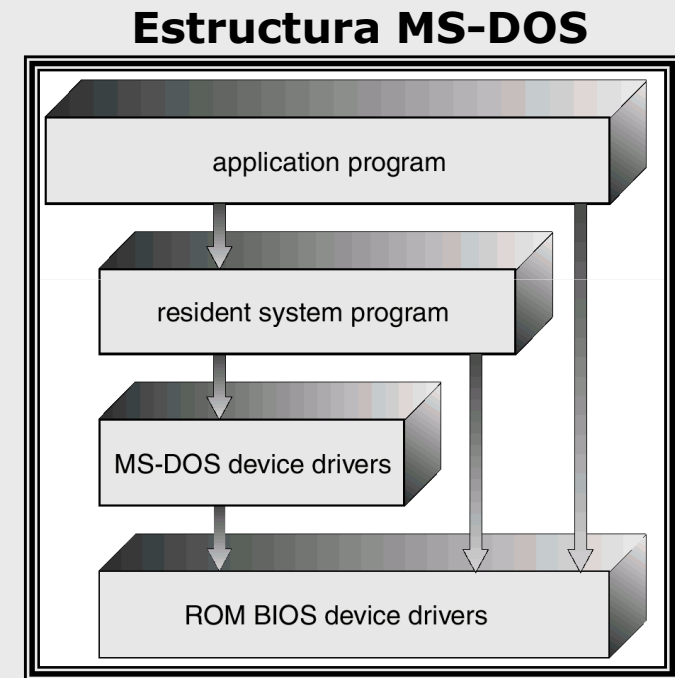 Estructura MS-DOS
application program
resident system program
MS-DOS device drivers
ROM BIOS device drivers